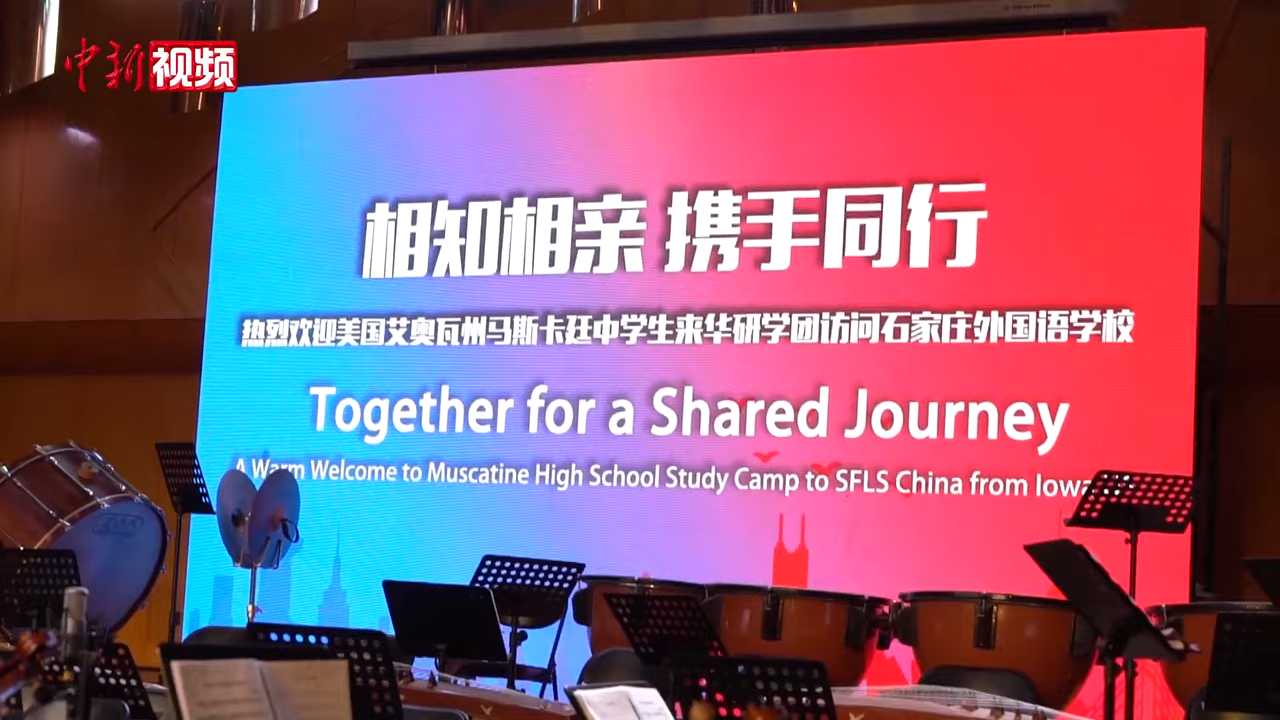 中新视频
相知相亲 携手同行
热烈欢迎美国艾奥瓦州马斯卡廷中学生来华研学团访问石家庄外国语学校
Together for a Shared Journey
A Warm Welcome to Muscatine High School Study Camp to SFLS China from Iowa